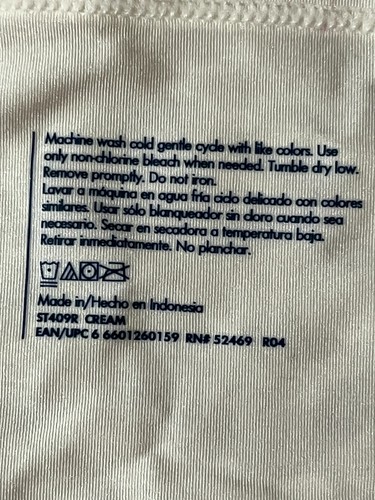 Machine wash cold gentle cycle with like colors. Use
only non-chlorine bleach when needed. Tumble dry low.
Remove promptly. Do not iron.
Lavar a máquina en agua fría ciclo delicado con colores
similares. Usar sólo blanqueador sin cloro cuando sea
necesario. Secar en secadora a temperatura baja.
Retirar inmediatamente. No planchar.
Made in/Hecho en Indonesia
ST409R CREAM
EAN/UPC 6 6601260159 RN# 52469 R04